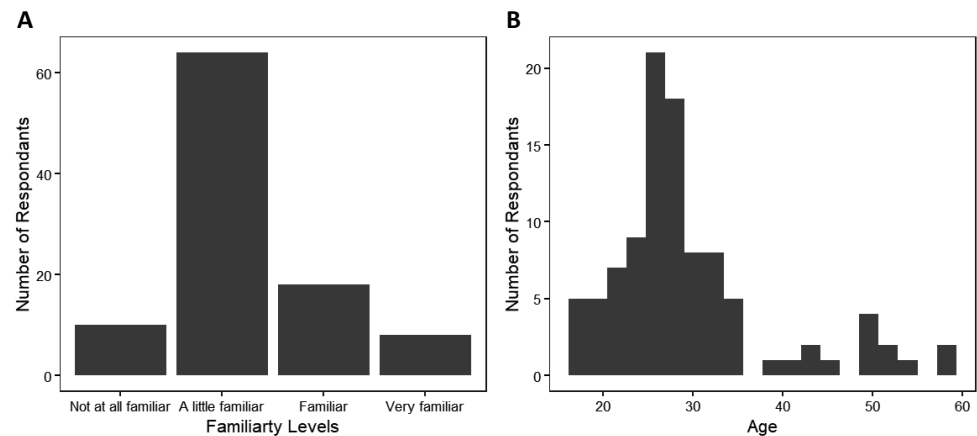 A
Number of Respondants
60
40
20
0
Not at all familiar
A little familiar
Familiar
Very familiar
Familiarty Levels
B
Number of Respondants
20
15
10
5
0
20
30
40
50
60
Age